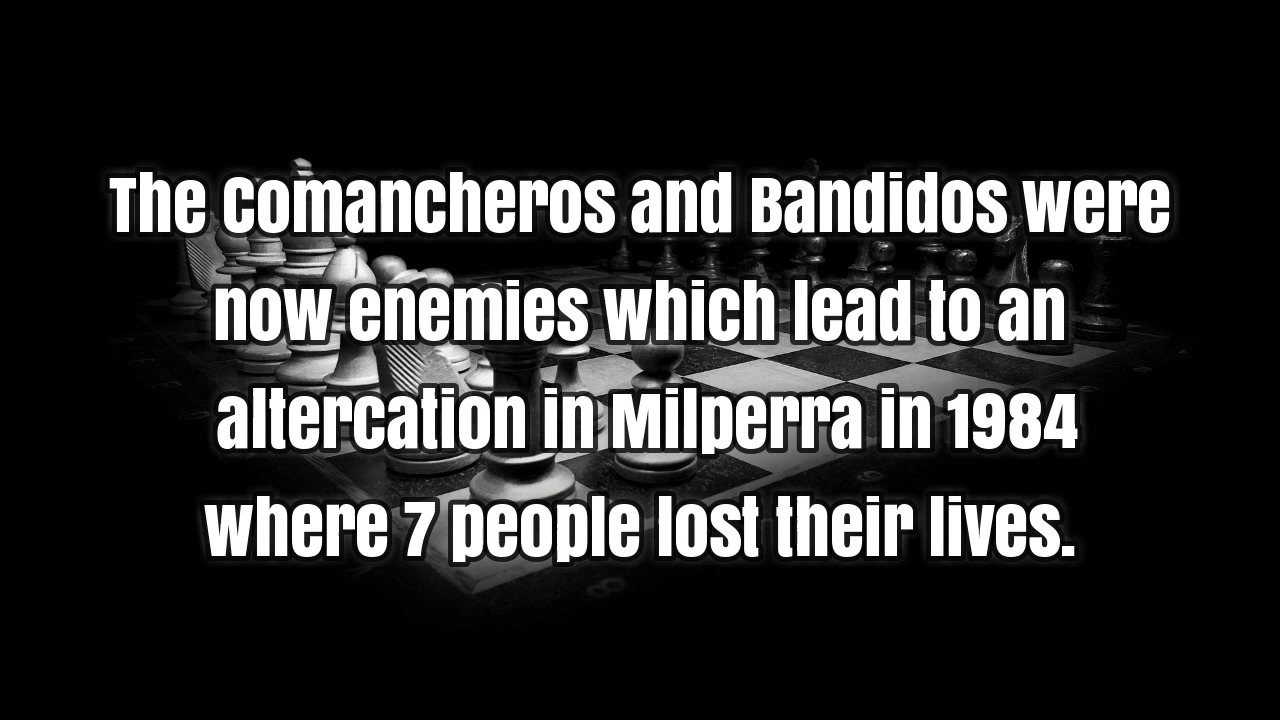 The Comancheros and Bandidos were
now enemies which lead to an
altercation in Milperra in 1984
where 7 people lost their lives.